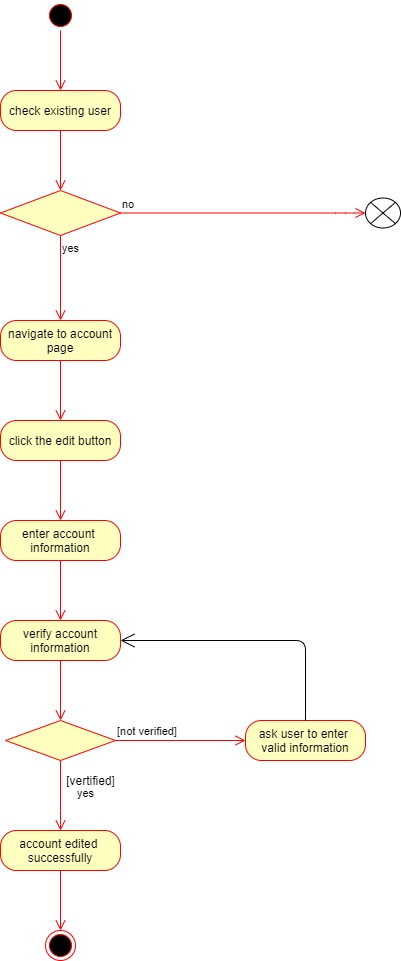 check existing user
no
yes
navigate to account
page
click the edit button
enter account
information
verify account
information
[not verified]
ask user to enter
valid information
[vertified]
yes
account edited
successfully